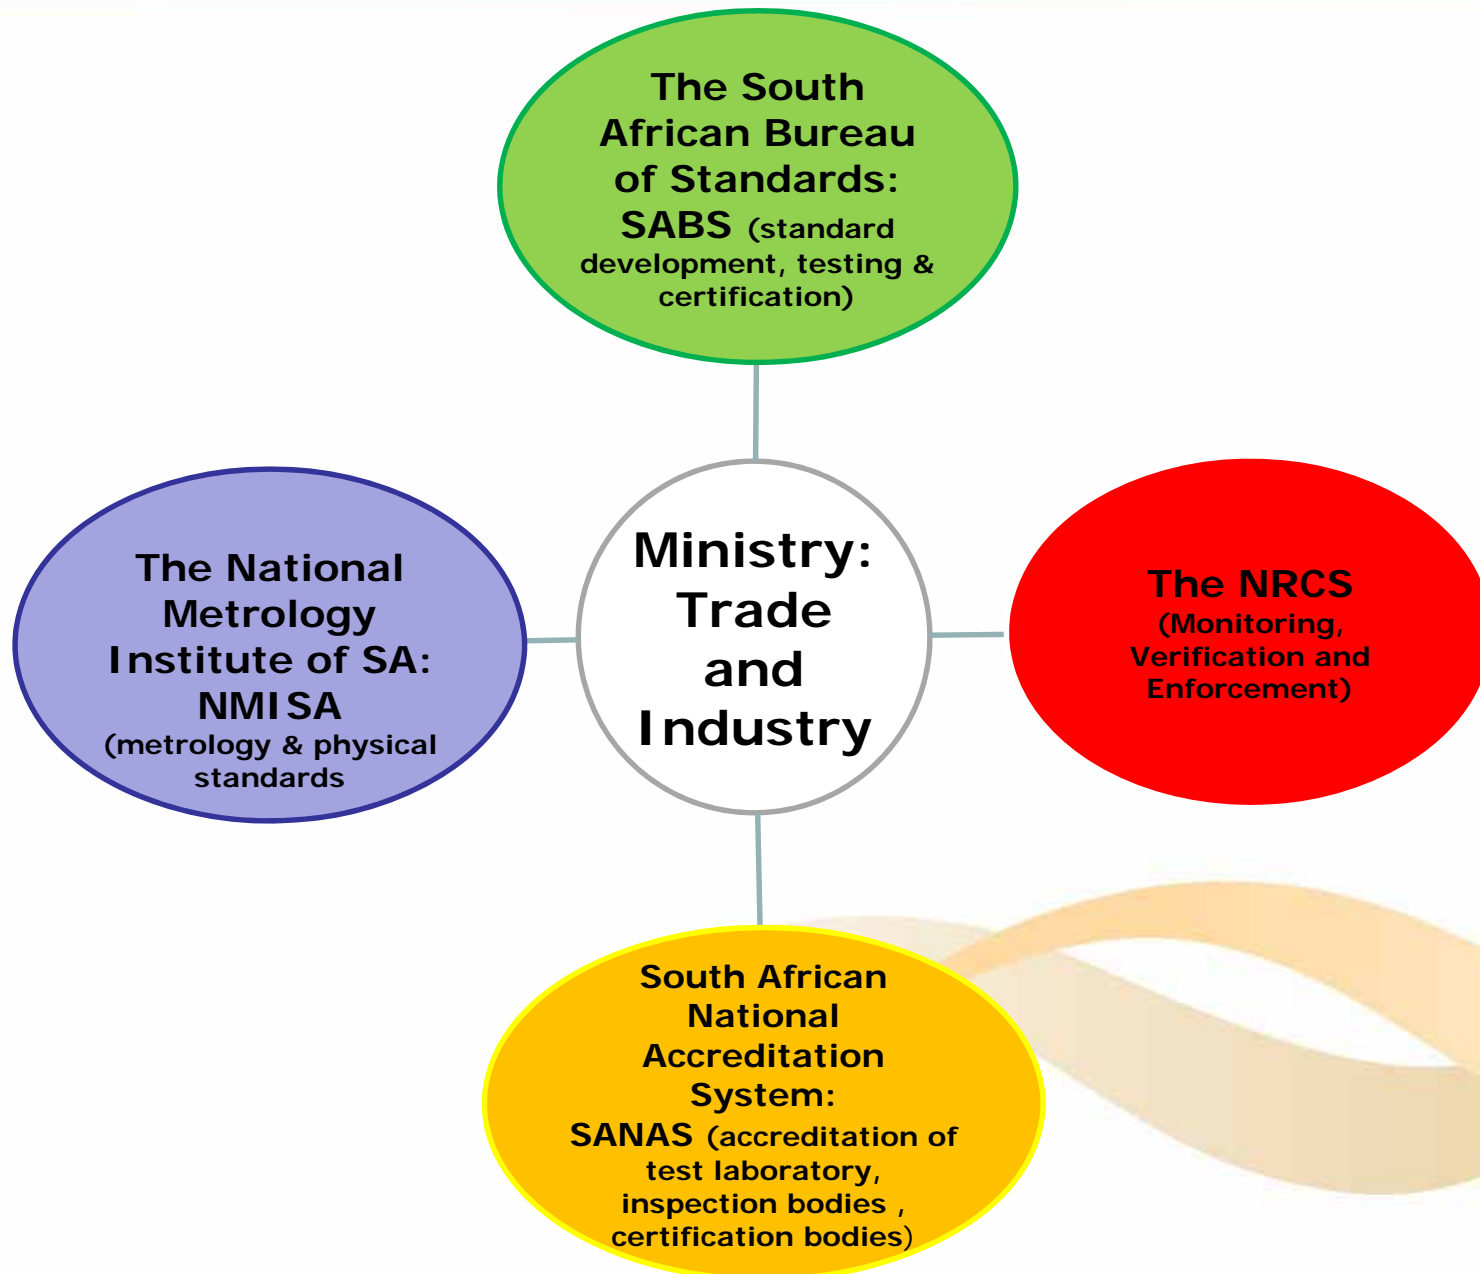 The South
African Bureau
of Standards:
SABS (standard
development, testing &
certification)
The National
Metrology
Institute of SA:
NMISA
(metrology & physical
standards
Ministry:
Trade
and
Industry
The NRCS
(Monitoring,
Verification and
Enforcement)
South African
National
Accreditation
System:
SANAS (accreditation of
test laboratory,
inspection bodies ,
certification bodies)